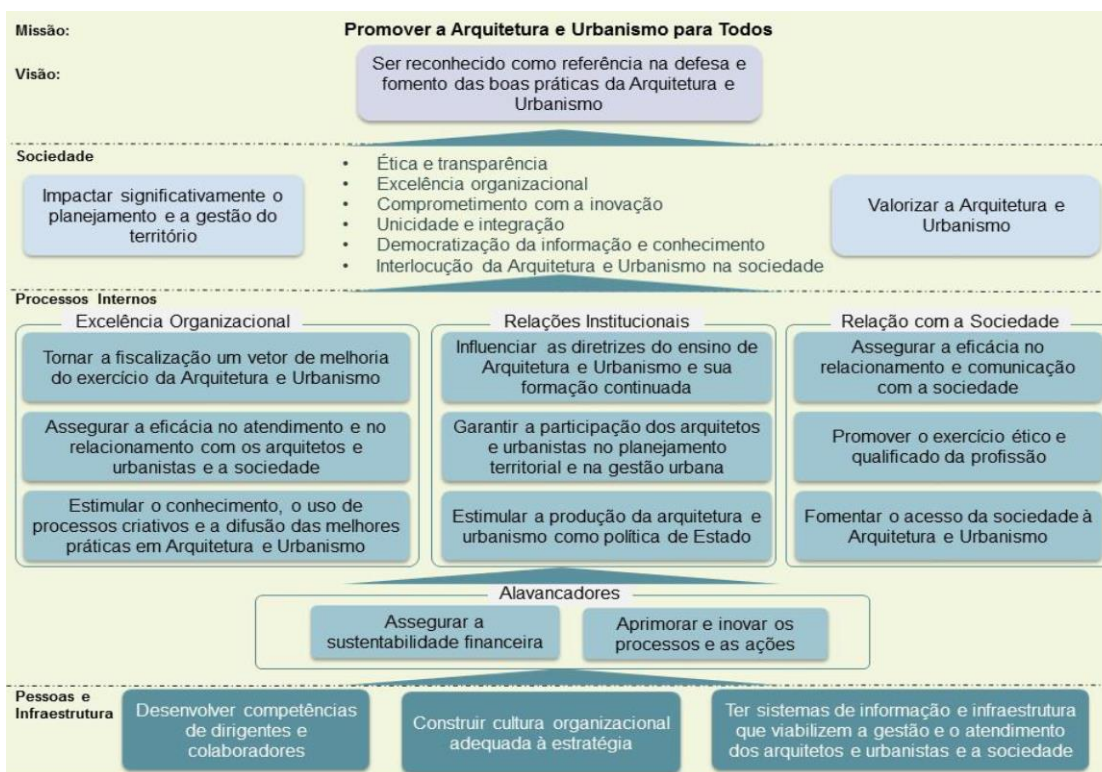 Missão:
Promover a Arquitetura e Urbanismo para Todos
Visão:
Ser reconhecido como referência na defesa e
fomento das boas práticas da Arquitetura e
Urbanismo
Sociedade
Impactar significativamente o
planejamento e a gestão do
território
• Ética e transparência
• Excelência organizacional
• Comprometimento com a inovação
• Unicidade e integração
• Democratização da informação e conhecimento
• Interlocução da Arquitetura e Urbanismo na sociedade
Valorizar a Arquitetura e
Urbanismo
Processos Internos
Excelência Organizacional
Tornar a fiscalização um vetor de melhoria
do exercício da Arquitetura e Urbanismo
Assegurar a eficácia no atendimento e no
relacionamento com os arquitetos e
urbanistas e a sociedade
Estimular o conhecimento, o uso de
processos criativos e a difusão das melhores
práticas em Arquitetura e Urbanismo
Relações Institucionais
Influenciar as diretrizes do ensino de
Arquitetura e Urbanismo e sua
formação continuada
Garantir a participação dos arquitetos
e urbanistas no planejamento
territorial e na gestão urbana
Estimular a produção da arquitetura e
urbanismo como política de Estado
Relação com a Sociedade
Assegurar a eficácia no
relacionamento e comunicação
com a sociedade
Promover o exercício ético e
qualificado da profissão
Fomentar o acesso da sociedade à
Arquitetura e Urbanismo
Alavancadores
Assegurar a
sustentabilidade financeira
Aprimorar e inovar os
processos e as ações
Pessoas e
Infraestrutura
Desenvolver competências
de dirigentes e
colaboradores
Construir cultura organizacional
adequada à estratégia
Ter sistemas de informação e infraestrutura
que viabilizem a gestão e o atendimento
dos arquitetos e urbanistas e a sociedade